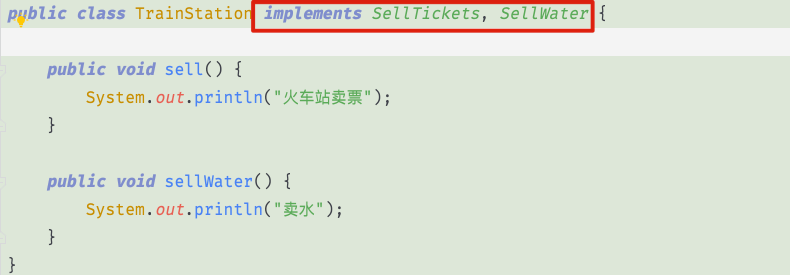 public class TrainStation implements SellTickets, SellWater {
public void sell() {
System.out.println("火车站卖票");
}
public void sellWater() {
System.out.println("卖水");
}
}